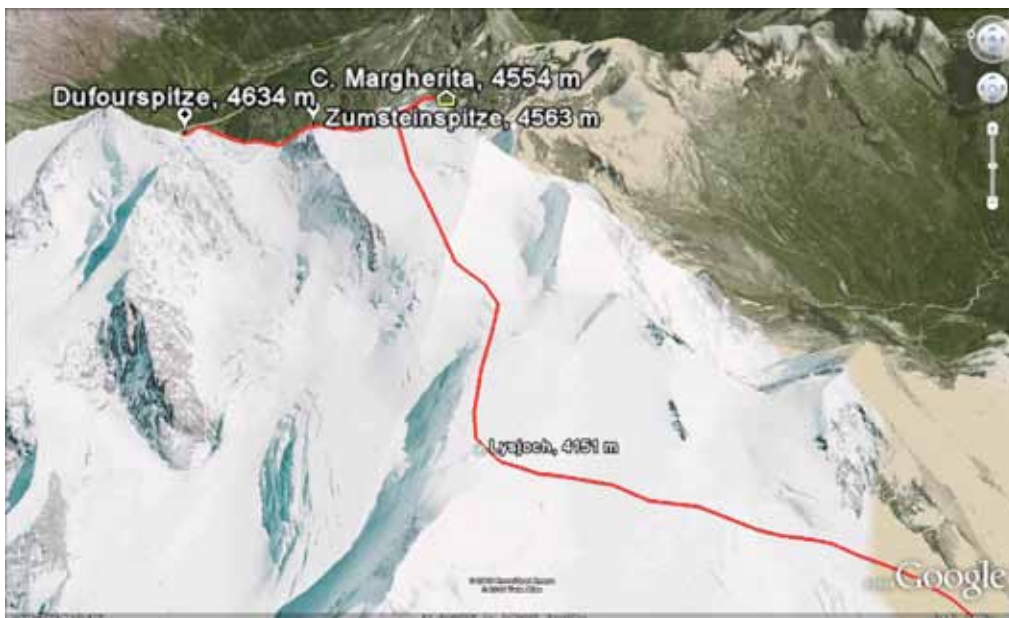 C. Margherita, 4554 m
Dufourspitze, 4634 m
Zumsteinspitze, 4563 m
Lysjoch, 4151 m
Google